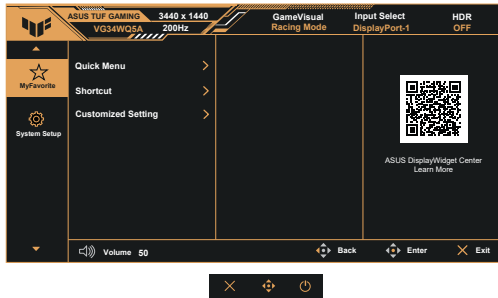 ASUS TUF GAMING 3440 x 1440
VG34WQ5A 200Hz
GameVisual
Racing Mode
Input Select
DisplayPort-1
HDR
OFF
MyFavorite
System Setup
Quick Menu
Shortcut
Customized Setting
ASUS DisplayWidget Center
Learn More
Volume 50
Back
Enter
Exit